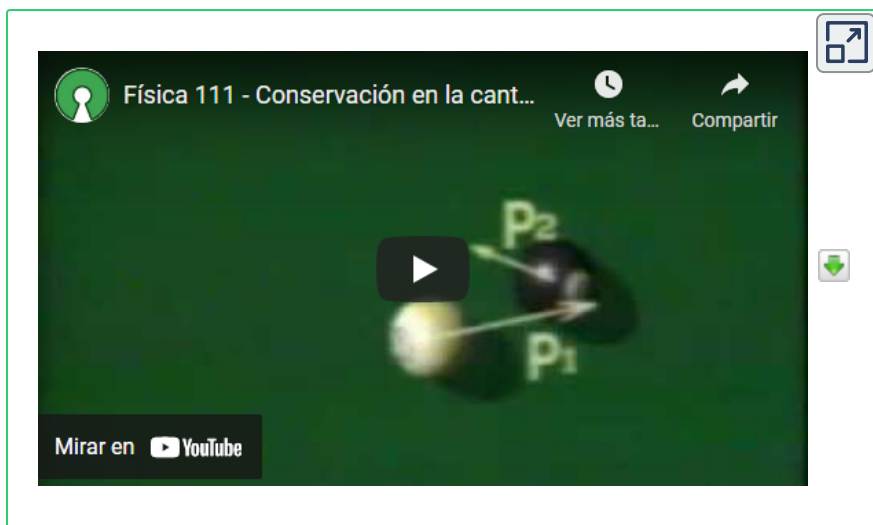 Física 111 - Conservación en la cant...
Ver más ta...
Compartir
P2
P1
Mirar en YouTube